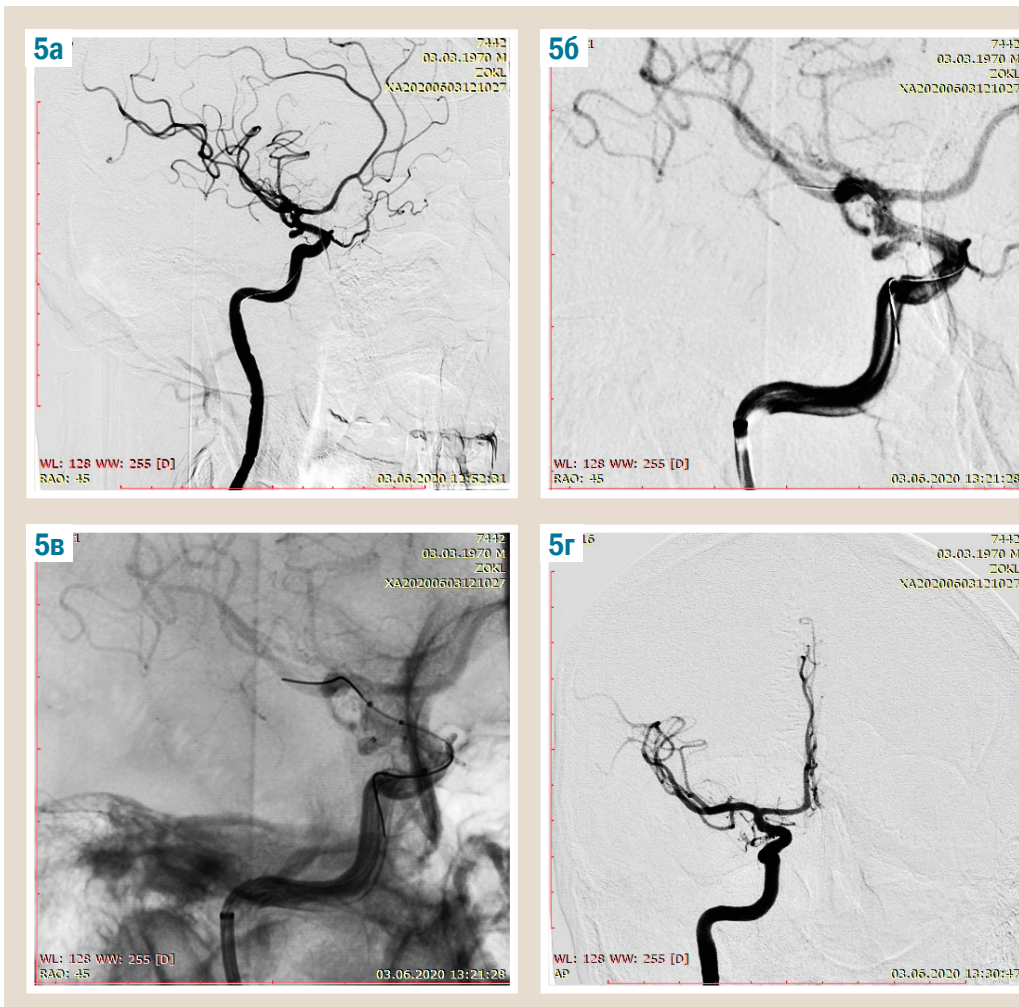 5а
7442
03.03.1970 M
ZOKL
XA20200603121027
WL: 128 WW: 255 [D]
RAO: 45
03.06.2020 12:52:31
5б
1
7442
03.03.1970 M
ZOKL
XA20200603121027
WL: 128 WW: 255 [D]
RAO: 45
03.06.2020 13:21:28
5в
1
7442
03.03.1970 M
ZOKL
XA20200603121027
WL: 128 WW: 255 [D]
RAO: 45
03.06.2020 13:21:28
5г
16
7442
03.03.1970 M
ZOKL
XA20200603121027
WL: 128 WW: 255 [D]
AP
03.06.2020 13:30:47